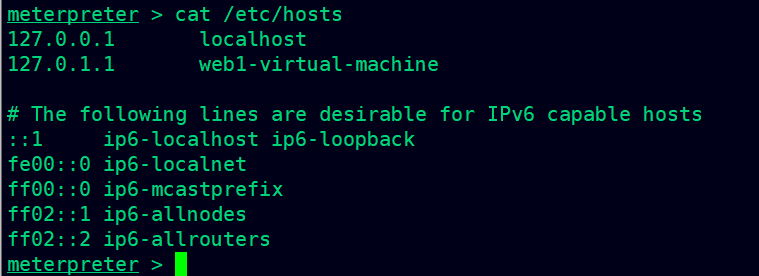 meterpreter > cat /etc/hosts
127.0.0.1       localhost
127.0.1.1       web1-virtual-machine
# The following lines are desirable for IPv6 capable hosts
::1     ip6-localhost ip6-loopback
fe00::0 ip6-localnet
ff00::0 ip6-mcastprefix
ff02::1 ip6-allnodes
ff02::2 ip6-allrouters
meterpreter >